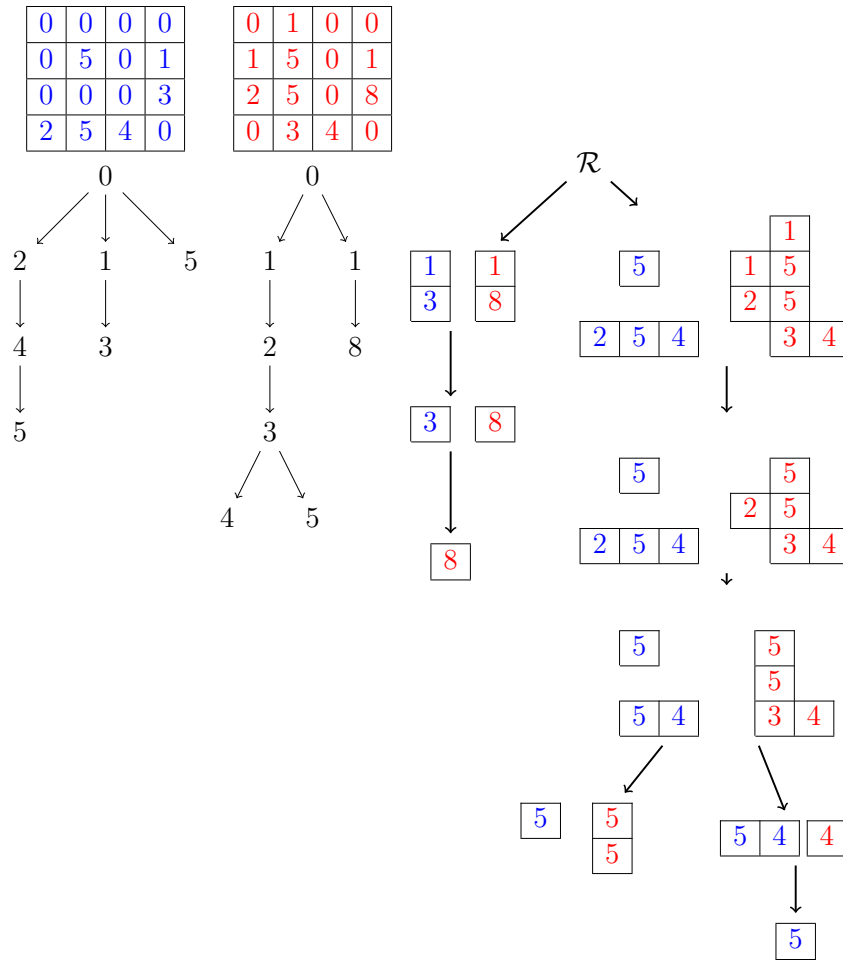 0 0 0 0 0 1 0 0
0 5 0 1 1 5 0 1
0 0 0 3 2 5 0 8
2 5 4 0 0 3 4 0
0 0 ℛ
1
2 1 5 1 1 1 1 5 1 5
3 8 2 5
4 3 2 8 2 5 4 3 4
5 3 3 8
5 5
2 5
4 5 2 5 4 3 4
8
5 5
5
5 4 3 4
5 5 5 4 4
5
5